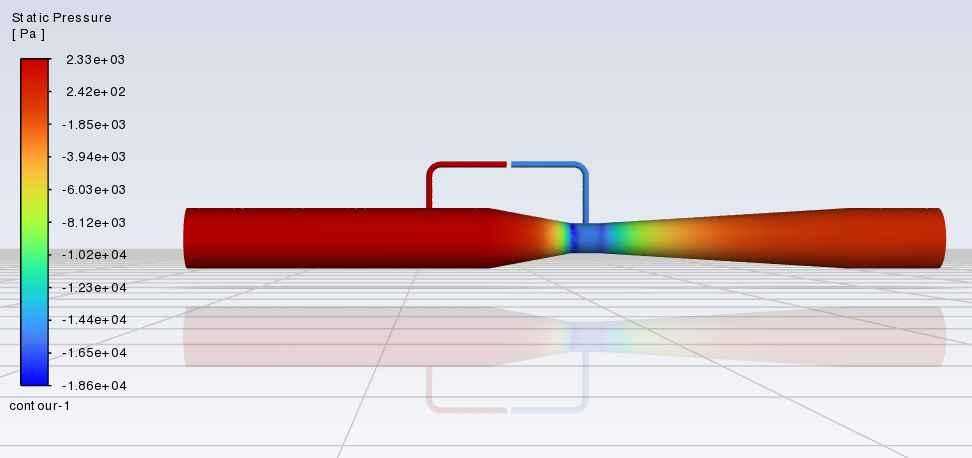 Static Pressure
[ Pa ]
2.33e+03
2.42e+02
-1.85e+03
-3.94e+03
-6.03e+03
-8.12e+03
-1.02e+04
-1.23e+04
-1.44e+04
-1.65e+04
-1.86e+04
contour-1